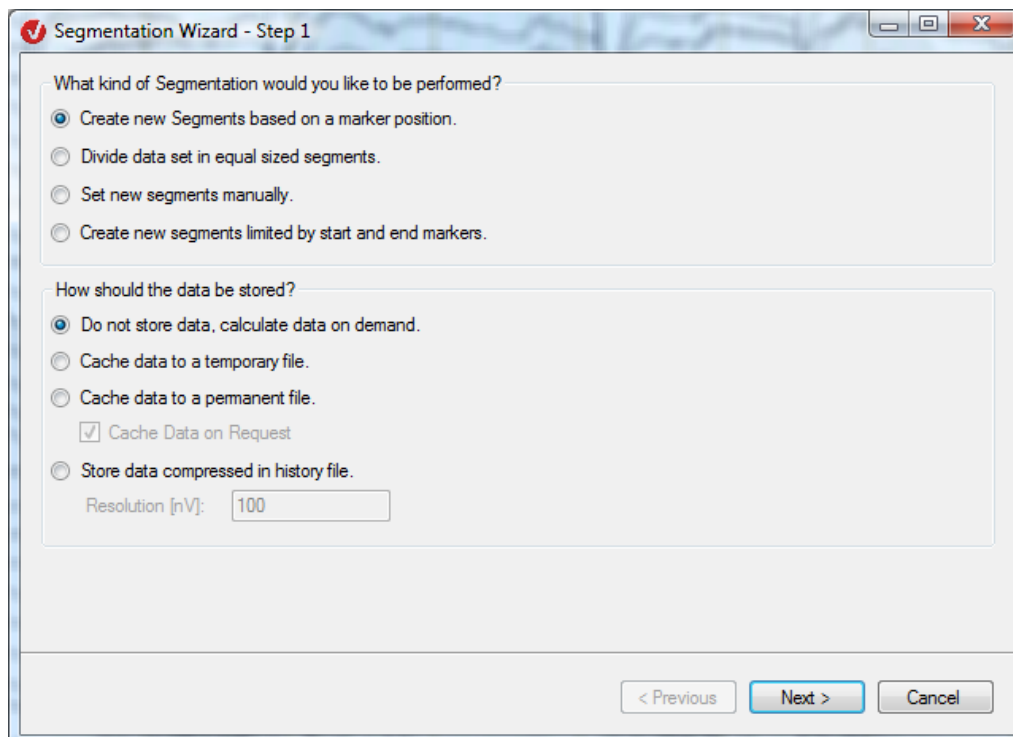 Segmentation Wizard - Step 1
What kind of Segmentation would you like to be performed?
Create new Segments based on a marker position.
Divide data set in equal sized segments.
Set new segments manually.
Create new segments limited by start and end markers.
How should the data be stored?
Do not store data, calculate data on demand.
Cache data to a temporary file.
Cache data to a permanent file.
Cache Data on Request
Store data compressed in history file.
Resolution [nV]: 100
< Previous Next > Cancel